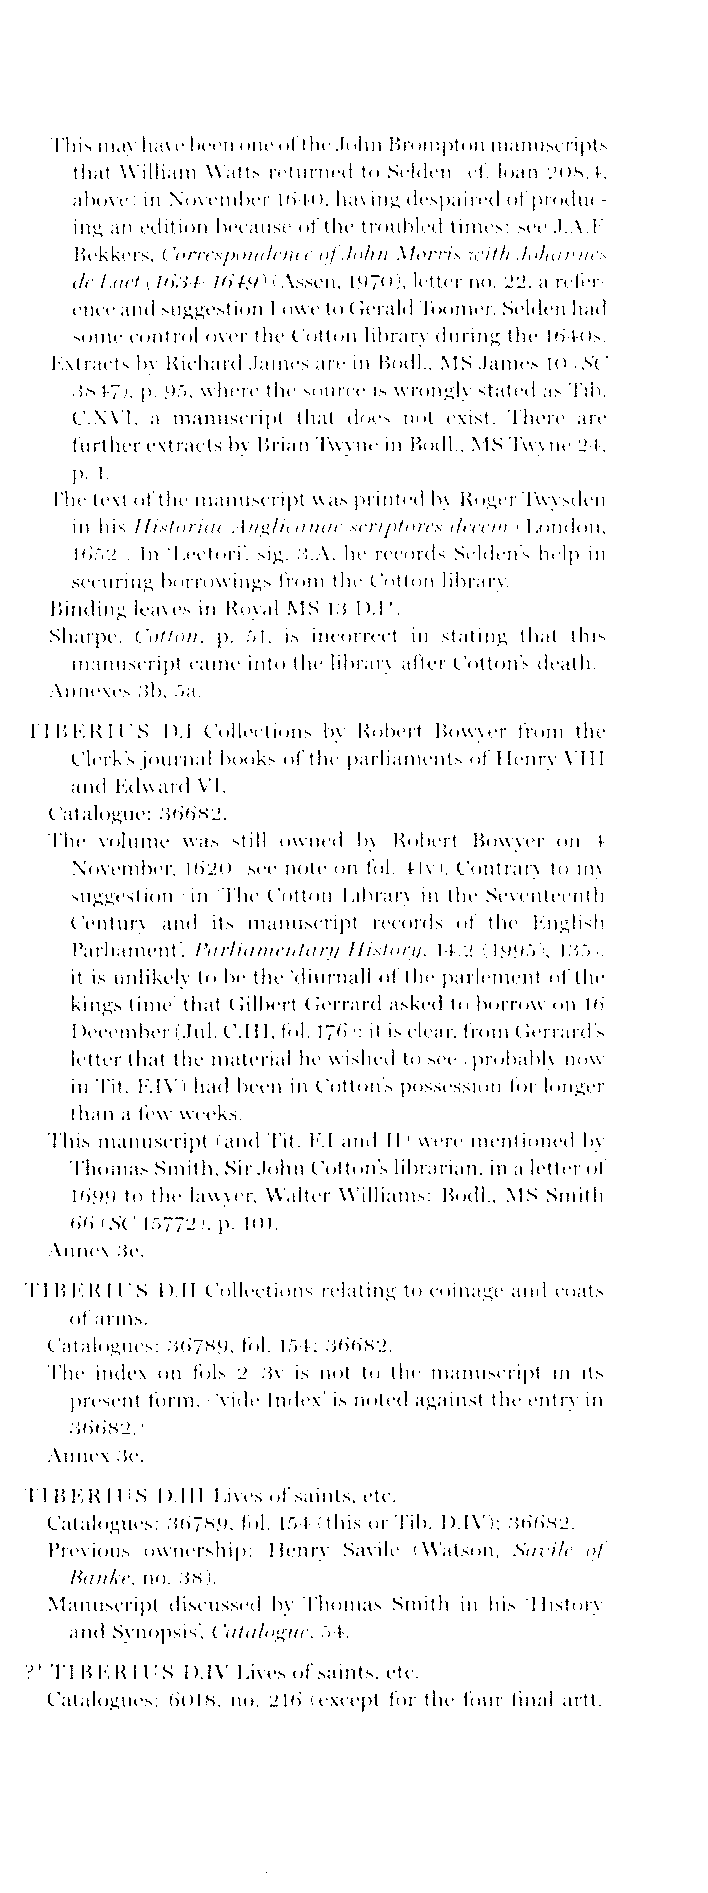 This may have been one of the John Brompton manuscripts
that William Watts returned to Selden (cf. loan 208.4,
above) in November 1640, having despaired of produc-
ing an edition because of the troubled times: see J.A.F.
Bekkers, Correspondence of John Morris with Johannes
de Laet (1634-1649) (Assen, 1970), letter no. 22, a refer-
ence and suggestion I owe to Gerald Toomer. Selden had
some control over the Cotton library during the 1640s.
Extracts by Richard James are in Bodl., MS James 10 (SC
3847), p. 95, where the source is wrongly stated as Tib.
C.XVI, a manuscript that does not exist. There are
further extracts by Brian Twyne in Bodl., MS Twyne 24,
p. 1.
The text of the manuscript was printed by Roger Twysden
in his Historiae Anglicanae scriptores decem (London,
1652). In 'Lectori', sig. 3A, he records Selden's help in
securing borrowings from the Cotton library.
Binding leaves in Royal MS 13 D.I*.
Sharpe, Cotton, p. 51, is incorrect in stating that this
manuscript came into the library after Cotton's death.
Annexes 3b, 5a.
TIBERIUS D.I Collections by Robert Bowyer from the
Clerk's journal books of the parliaments of Henry VIII
and Edward VI.
Catalogue: 36682.
The volume was still owned by Robert Bowyer on 4
November, 1620 (see note on fol. 41v). Contrary to my
suggestion (in 'The Cotton Library in the Seventeenth
Century and its manuscript records of the English
Parliament', Parliamentary History, 14.2 (1995), 135),
it is unlikely to be the 'diurnall of the parlement of the
kings time' that Gilbert Gerrard asked to borrow on 16
December (Jul. C.III, fol. 176): it is clear, from Gerrard's
letter that the material he wished to see (probably now
in Tit. F.IV) had been in Cotton's possession for longer
than a few weeks.
This manuscript (and Tit. F.I and II) were mentioned by
Thomas Smith, Sir John Cotton's librarian, in a letter of
1699 to the lawyer, Walter Williams: Bodl., MS Smith
66 (SC 15772), p. 101.
Annex 3e.
TIBERIUS D.II Collections relating to coinage and coats
of arms.
Catalogues: 36789, fol. 154; 36682.
The index on fols 2-3v is not to the manuscript in its
present form. ('vide Index' is noted against the entry in
36682.)
Annex 3e.
TIBERIUS D.III Lives of saints, etc.
Catalogues: 36789, fol. 154 (this or Tib. D.IV); 36682.
Previous ownership: Henry Savile (Watson, Savile of
Banke, no. 38).
Manuscript discussed by Thomas Smith in his 'History
and Synopsis', Catalogue, 54.
?* TIBERIUS D.IV Lives of saints, etc.
Catalogues: 6018, no. 216 (except for the four final artt.